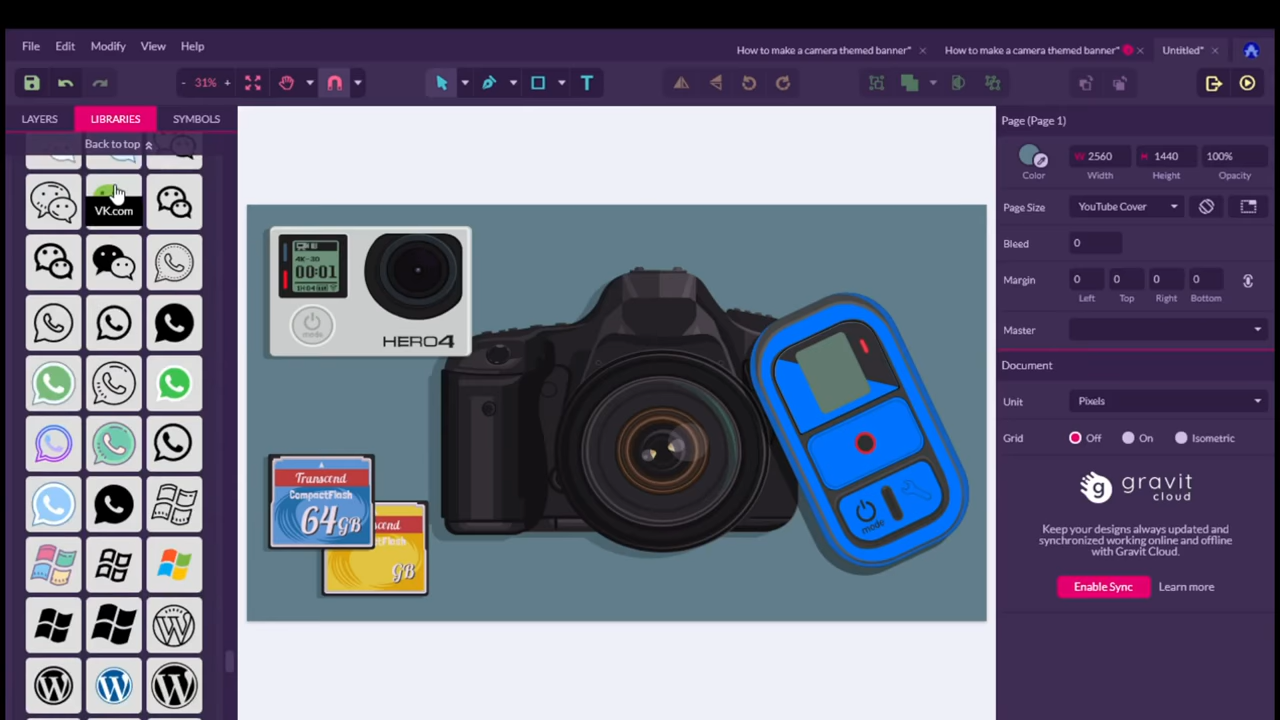 File Edit Modify View Help
How to make a camera themed banner* × How to make a camera themed banner* × Untitled* ×
- 31% + T
LAYERS LIBRARIES SYMBOLS
Back to top
VK.com
Page (Page 1)
W 2560 H 1440 100%
Color Width Height Opacity
Page Size YouTube Cover
Bleed 0
Margin 0 0 0 0
Left Top Right Bottom
Master
Document
Unit Pixels
Grid Off On Isometric
gravit
cloud
Keep your designs always updated and
synchronized working online and offline
with Gravit Cloud.
Enable Sync Learn more
00:01
mode
HERO4
Transcend
CompactFlash
64GB
GB
mode